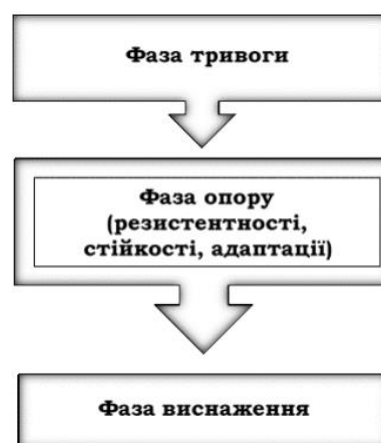 Фаза тривоги
Фаза опору
(резистентності,
стійкості, адаптації)
Фаза виснаження